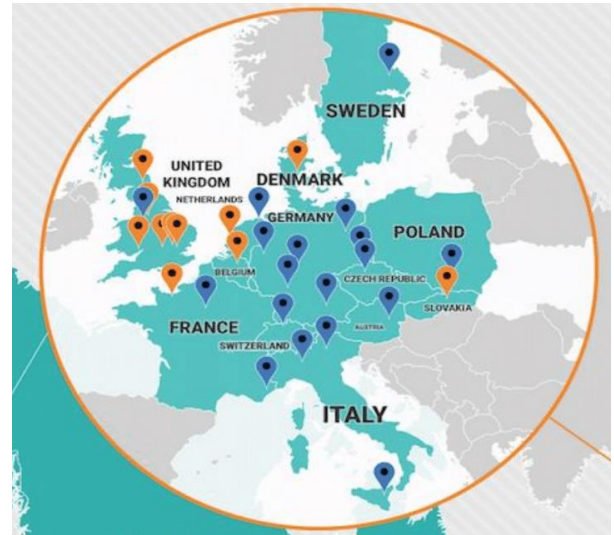 SWEDEN
UNITED
KINGDOM
DENMARK
NETHERLANDS
GERMANY
POLAND
BELGIUM
CZECH REPUBLIC
SLOVAKIA
FRANCE
AUSTRIA
SWITZERLAND
ITALY